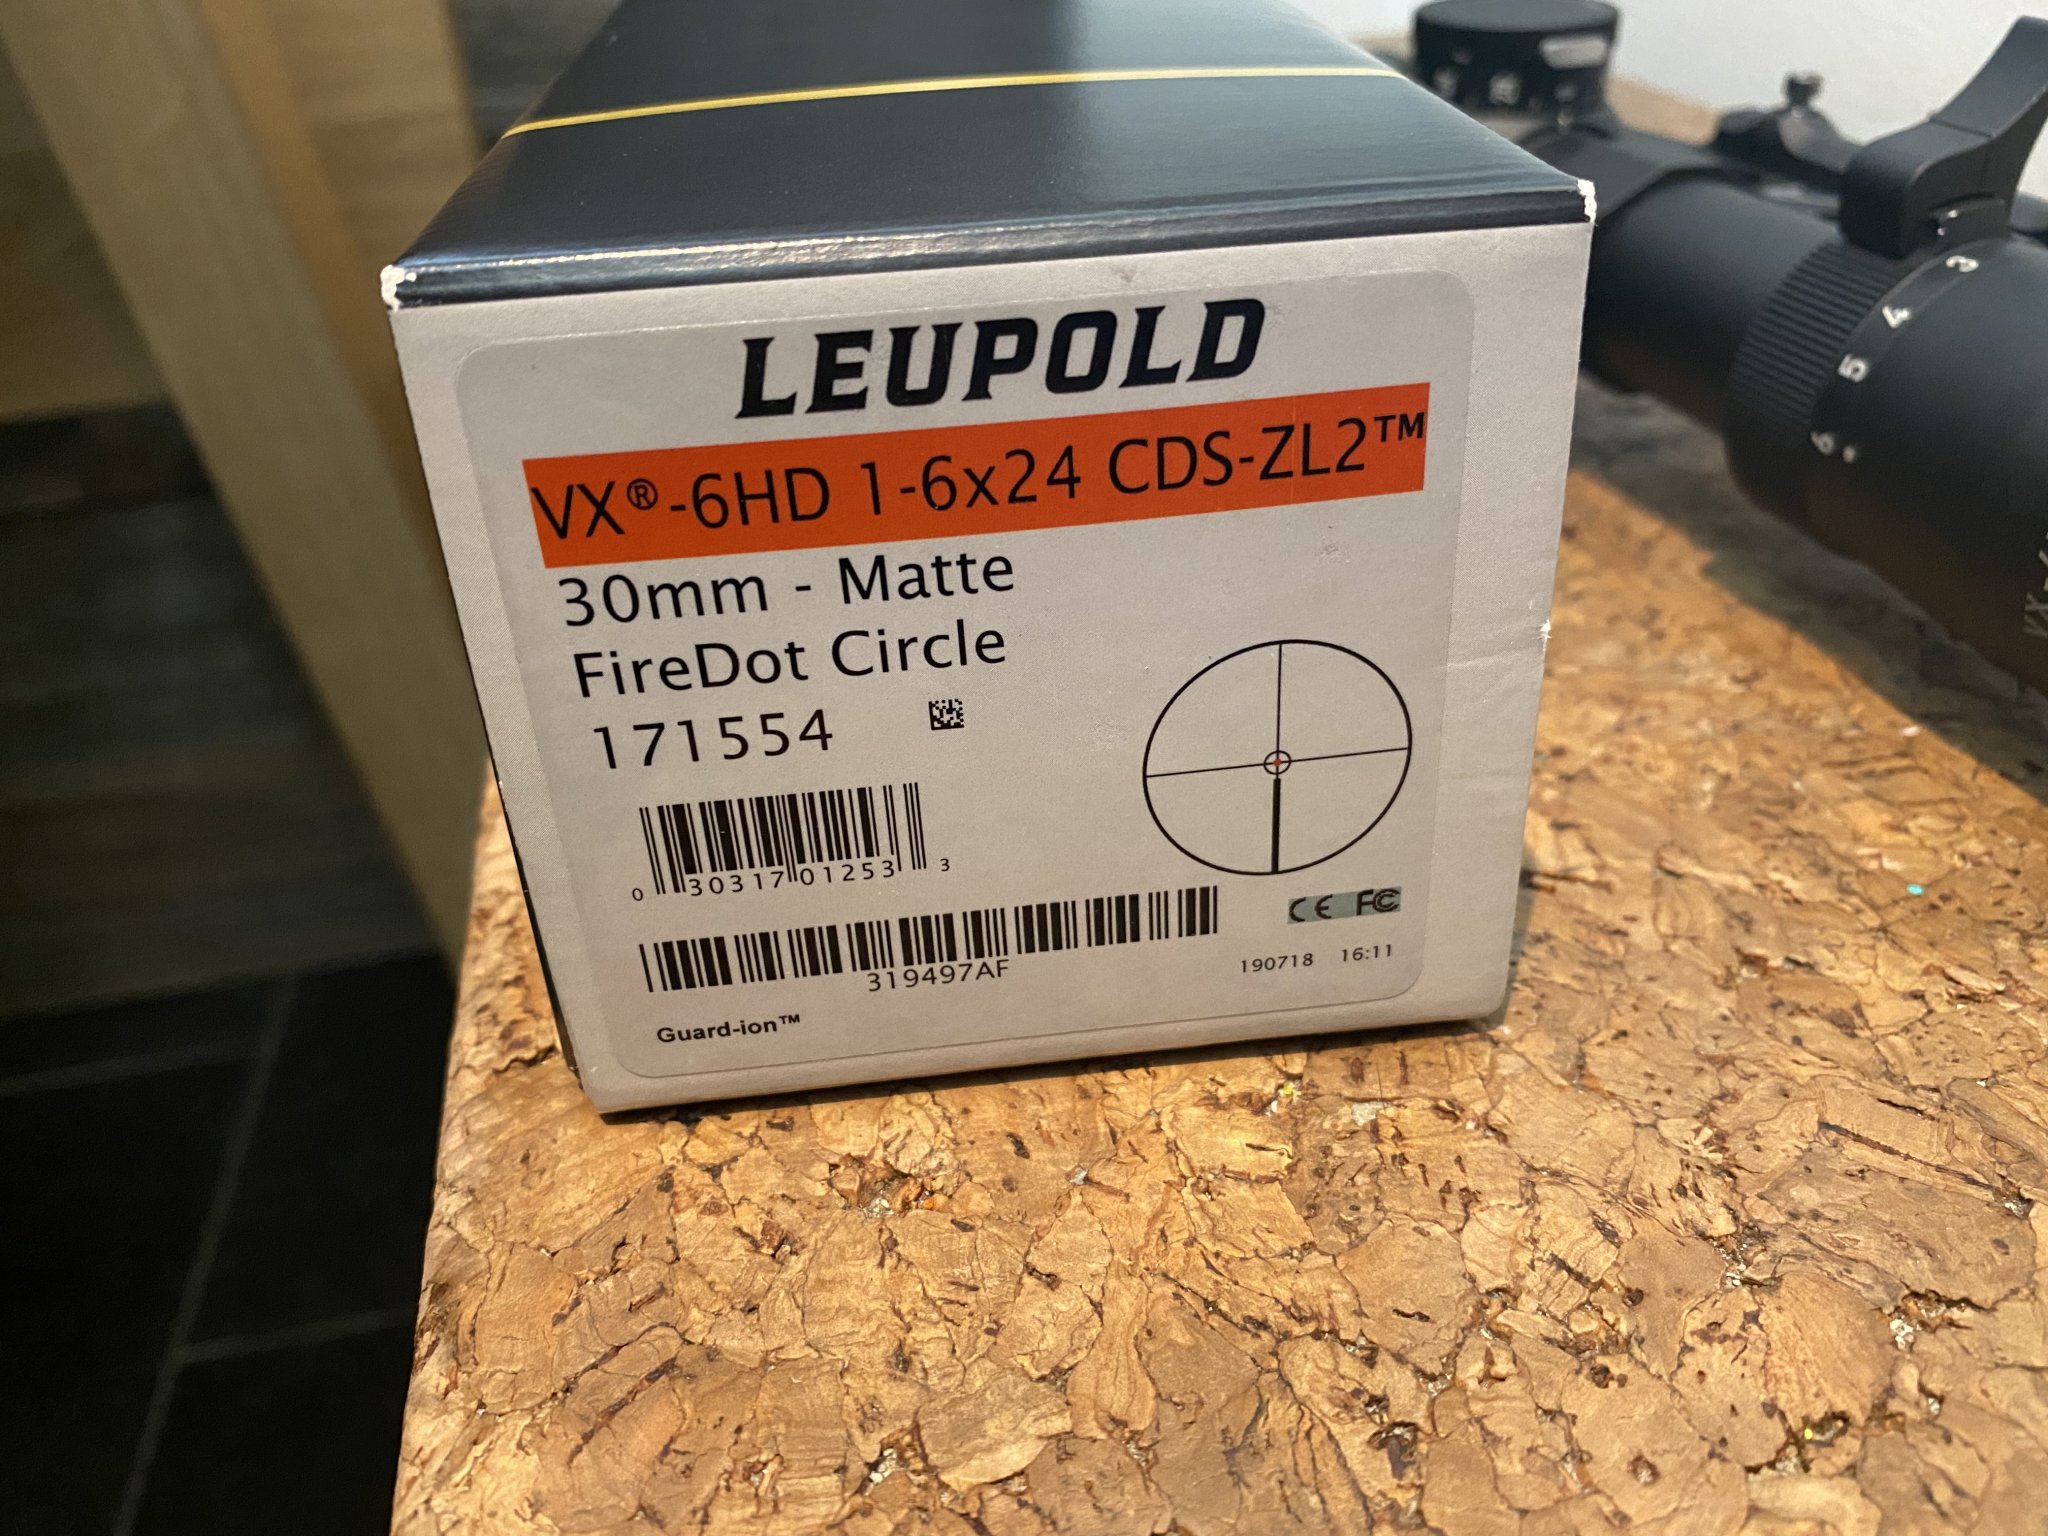 LEUPOLD
VX®-6HD 1-6x24 CDS-ZL2™
30mm - Matte
FireDot Circle
171554
0 30317 01253 3
319497AF
CE FC
190718 16:11
Guard-ion™
3
4
5
6